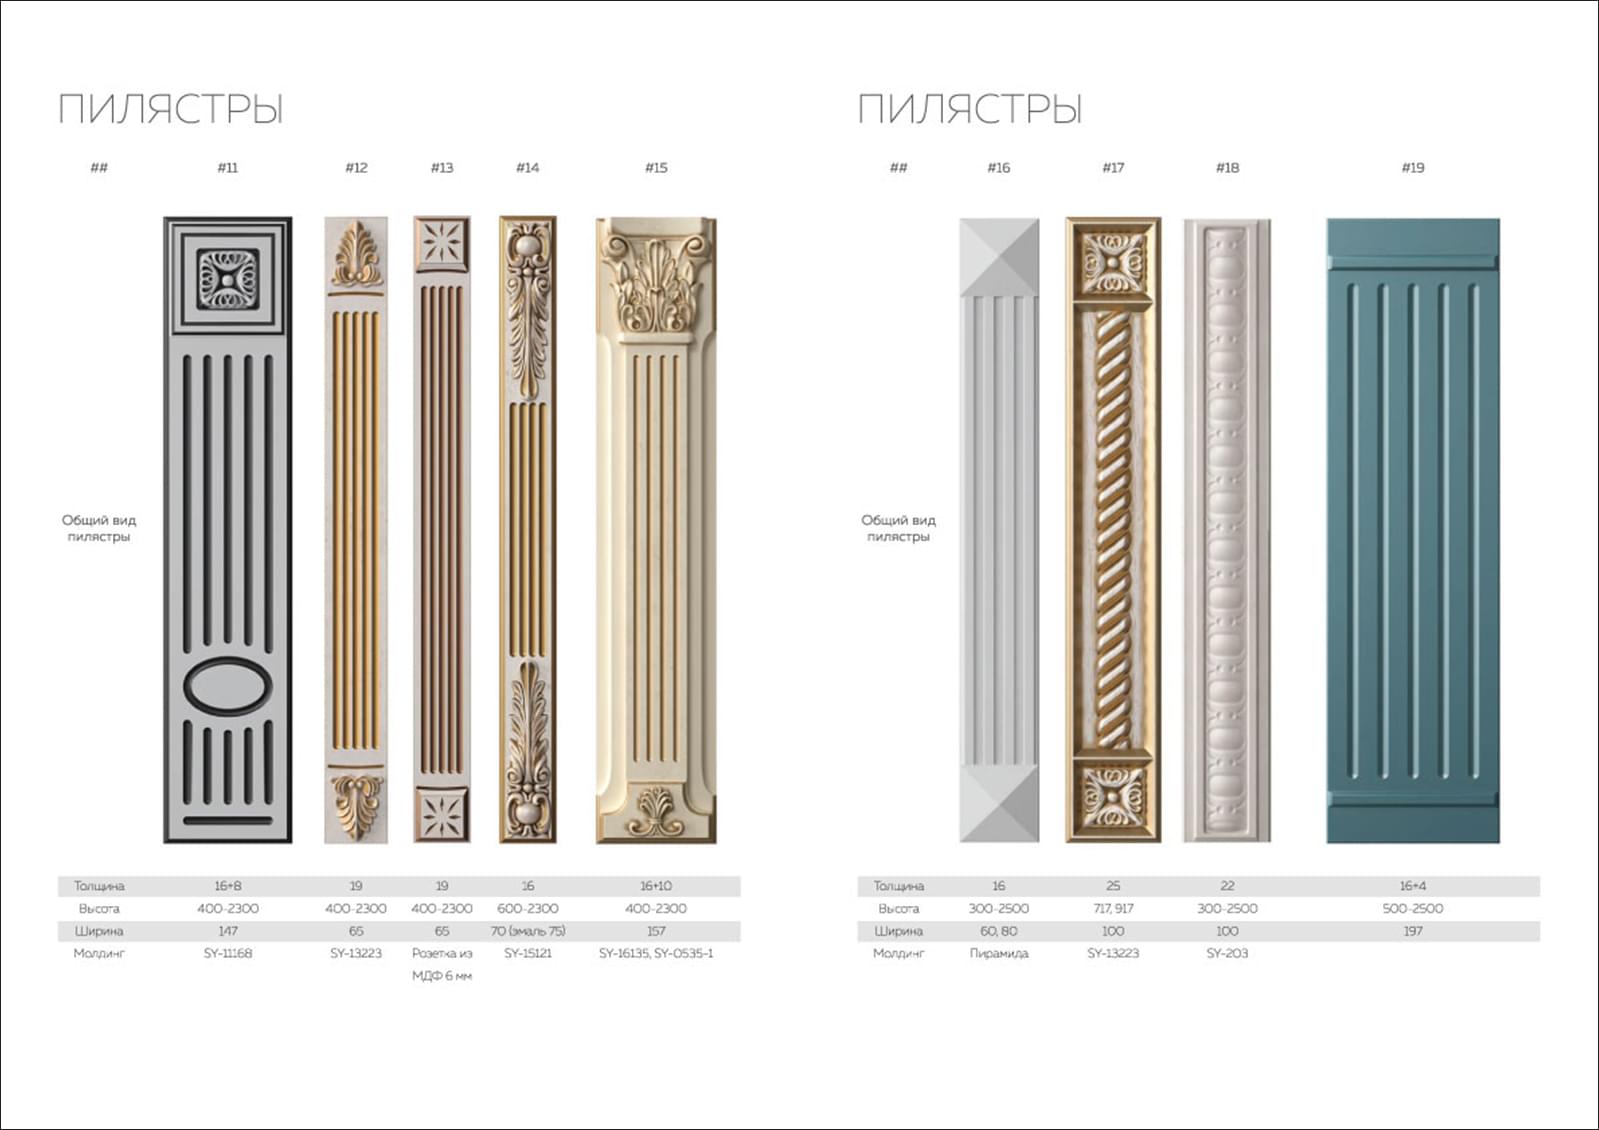 ПИЛЯСТРЫ
## #11 #12 #13 #14 #15
Общий вид
пилястры
Толщина 16+8 19 19 16 16+10
Высота 400-2300 400-2300 400-2300 600-2300 400-2300
Ширина 147 65 65 70 (эмаль 75) 157
Молдинг SY-11168 SY-13223 Розетка из SY-15121 SY-16135, SY-0535-1
МДФ 6 мм
ПИЛЯСТРЫ
## #16 #17 #18 #19
Общий вид
пилястры
Толщина 16 25 22 16+4
Высота 300-2500 717, 917 300-2500 500-2500
Ширина 60, 80 100 100 197
Молдинг Пирамида SY-13223 SY-203